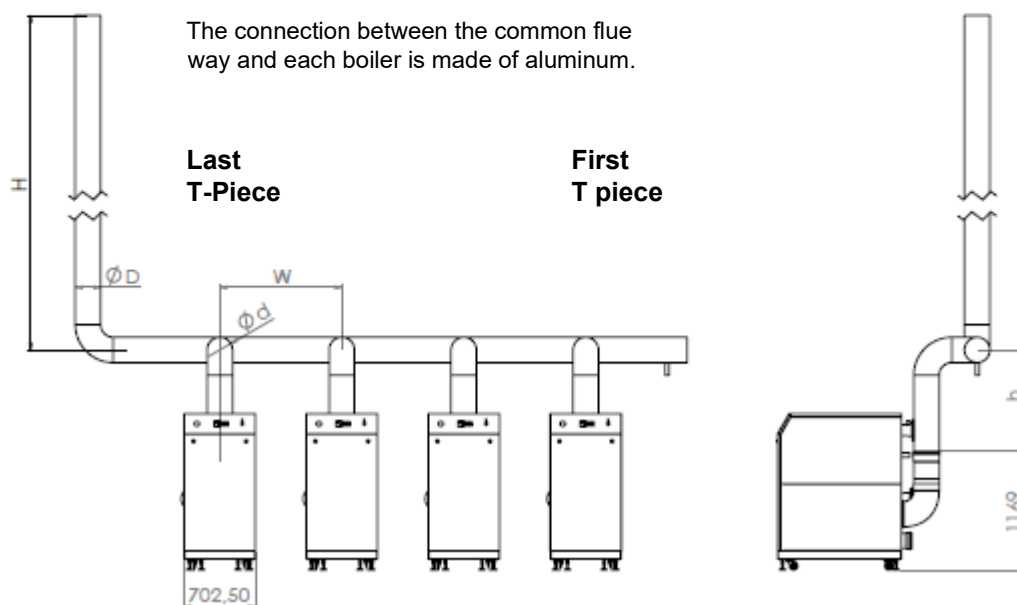 The connection between the common flue
way and each boiler is made of aluminum.
Last
T-Piece
First
T piece
H
ØD
W
Ød
h
1169
702,50